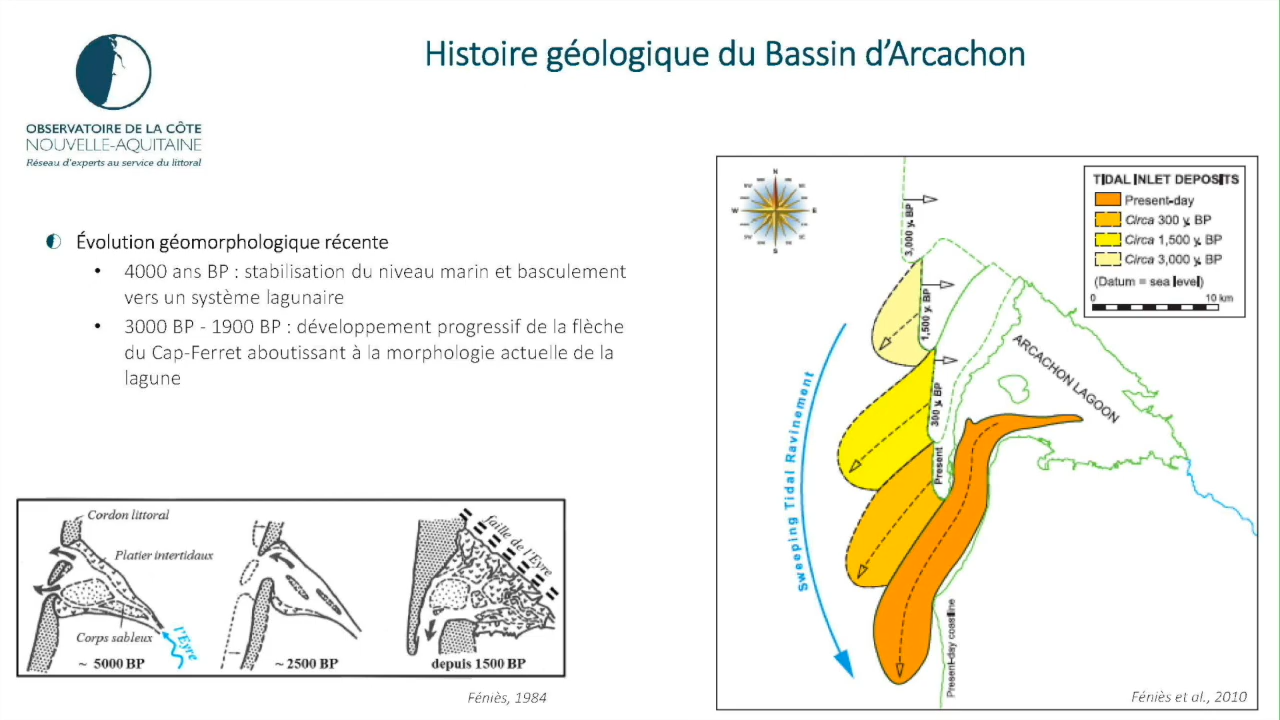 Histoire géologique du Bassin d'Arcachon
OBSERVATOIRE DE LA CÔTE
NOUVELLE-AQUITAINE
Réseau d'experts au service du littoral
Évolution géomorphologique récente
• 4000 ans BP : stabilisation du niveau marin et basculement
vers un système lagunaire
• 3000 BP - 1900 BP : développement progressif de la flèche
du Cap-Ferret aboutissant à la morphologie actuelle de la
lagune
Cordon littoral
Platier intertidaux
Corps sableux
l'Eyre
~ 5000 BP
~ 2500 BP
faille de l'Eyre
depuis 1500 BP
Féniès, 1984
N
W
E
S
TIDAL INLET DEPOSITS
Present-day
Circa 300 y. BP
Circa 1,500 y. BP
Circa 3,000 y. BP
(Datum = sea level)
0 10 km
3,000 y. BP
1,500 y. BP
300 y. BP
Present
ARCACHON LAGOON
Sweeping Tidal Ravinement
Present-day coastline
Féniès et al., 2010